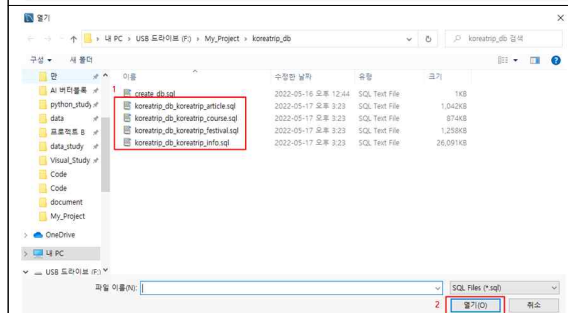 열기
내 PC > USB 드라이브 (F:) > My_Project > koreatrip_db
koreatrip_db 검색
구성 새 폴더
이름 수정한 날짜 유형 크기
1
create_db.sql 2022-05-16 오후 12:44 SQL Text File 1KB
koreatrip_db_koreatrip_article.sql 2022-05-17 오후 3:23 SQL Text File 1,042KB
koreatrip_db_koreatrip_course.sql 2022-05-17 오후 3:23 SQL Text File 874KB
koreatrip_db_koreatrip_festival.sql 2022-05-17 오후 3:23 SQL Text File 1,258KB
koreatrip_db_koreatrip_info.sql 2022-05-17 오후 3:23 SQL Text File 26,091KB
AI 버터블록
python_study
data
프로젝트 B
data_study
Visual_Study
Code
Code
document
My_Project
OneDrive
내 PC
USB 드라이브 (F:)
파일 이름(N):
SQL Files (*.sql)
2
열기(O) 취소